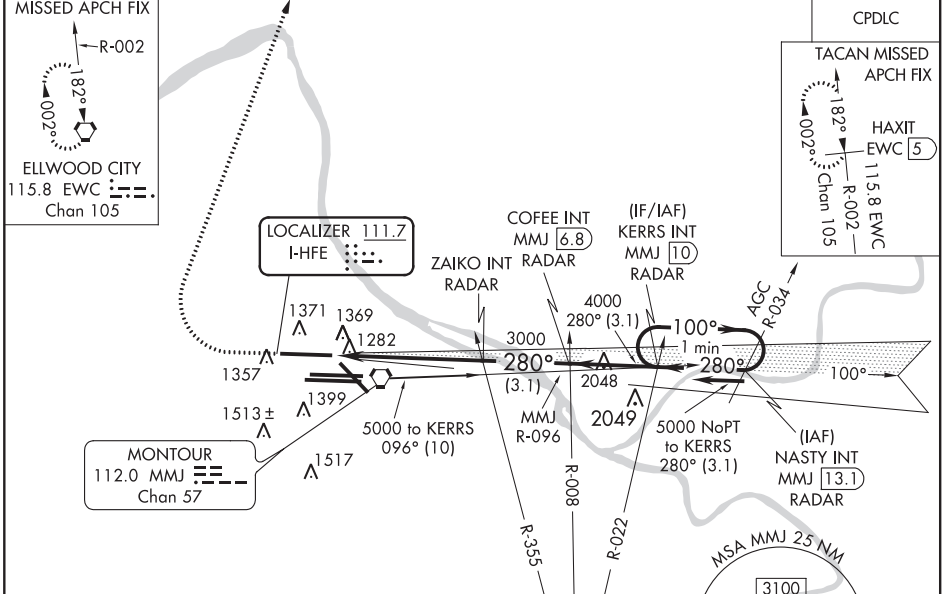 MISSED APCH FIX
R-002
182°
002°
ELLWOOD CITY
115.8 EWC
Chan 105
CPDLC
TACAN MISSED
APCH FIX
182°
002°
HAXIT
EWC 5
Chan 105
R-002
115.8 EWC
LOCALIZER 111.7
I-HFE
ZAIKO INT
RADAR
COFEE INT
MMJ 6.8
RADAR
(IF/IAF)
KERRS INT
MMJ 10
RADAR
AGC
R-034
1371
1369
1282
1357
3000
280°
(3.1)
4000
280° (3.1)
100°
1 min
280°
100°
2048
2049
1399
1513 ±
1517
5000 to KERRS
096° (10)
MMJ
R-096
5000 NoPT
to KERRS
280° (3.1)
(IAF)
NASTY INT
MMJ 13.1
RADAR
MONTOUR
112.0 MMJ
Chan 57
R-355
R-008
R-022
MSA MMJ 25 NM
3100